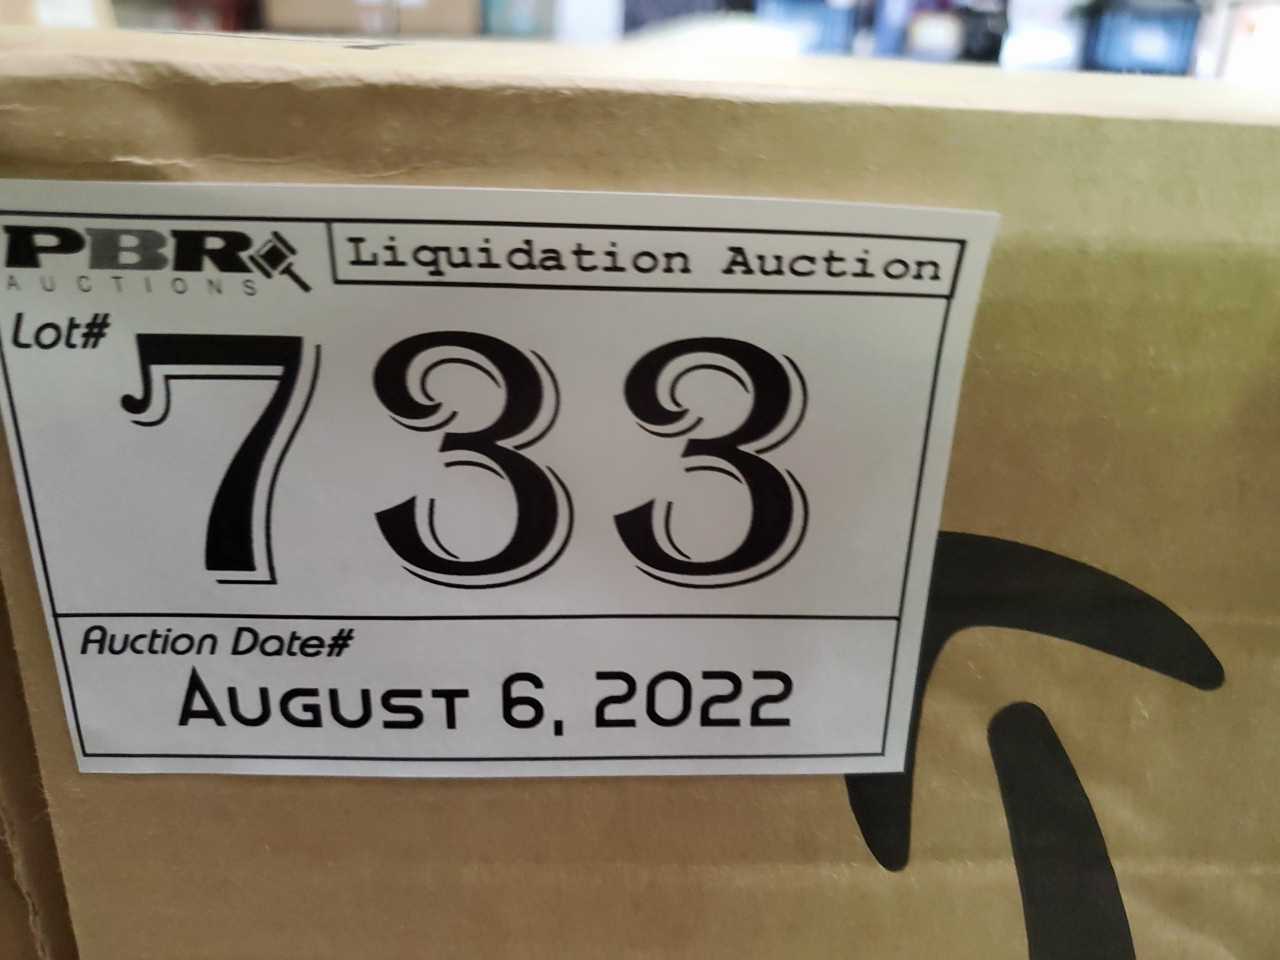 PBR
AUCTIONS
Liquidation Auction
Lot#
733
Auction Date#
August 6, 2022